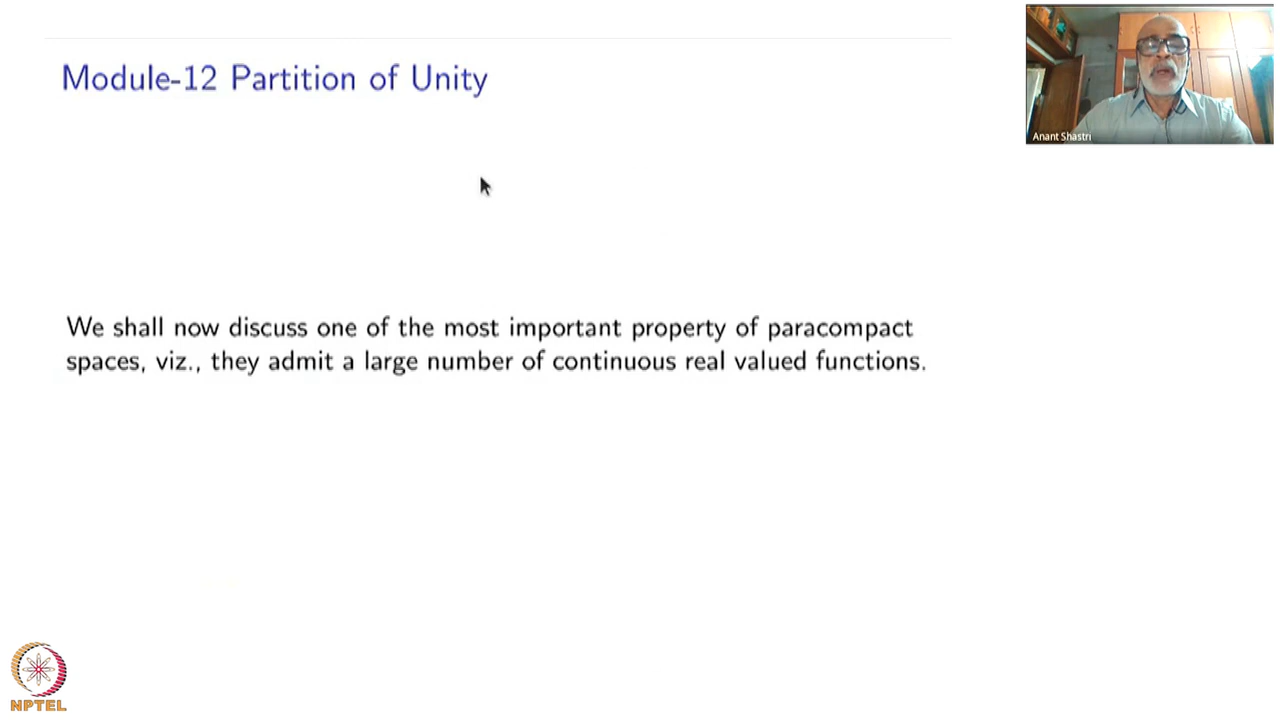 Module-12 Partition of Unity
Anant Shastri
We shall now discuss one of the most important property of paracompact
spaces, viz., they admit a large number of continuous real valued functions.
NPTEL